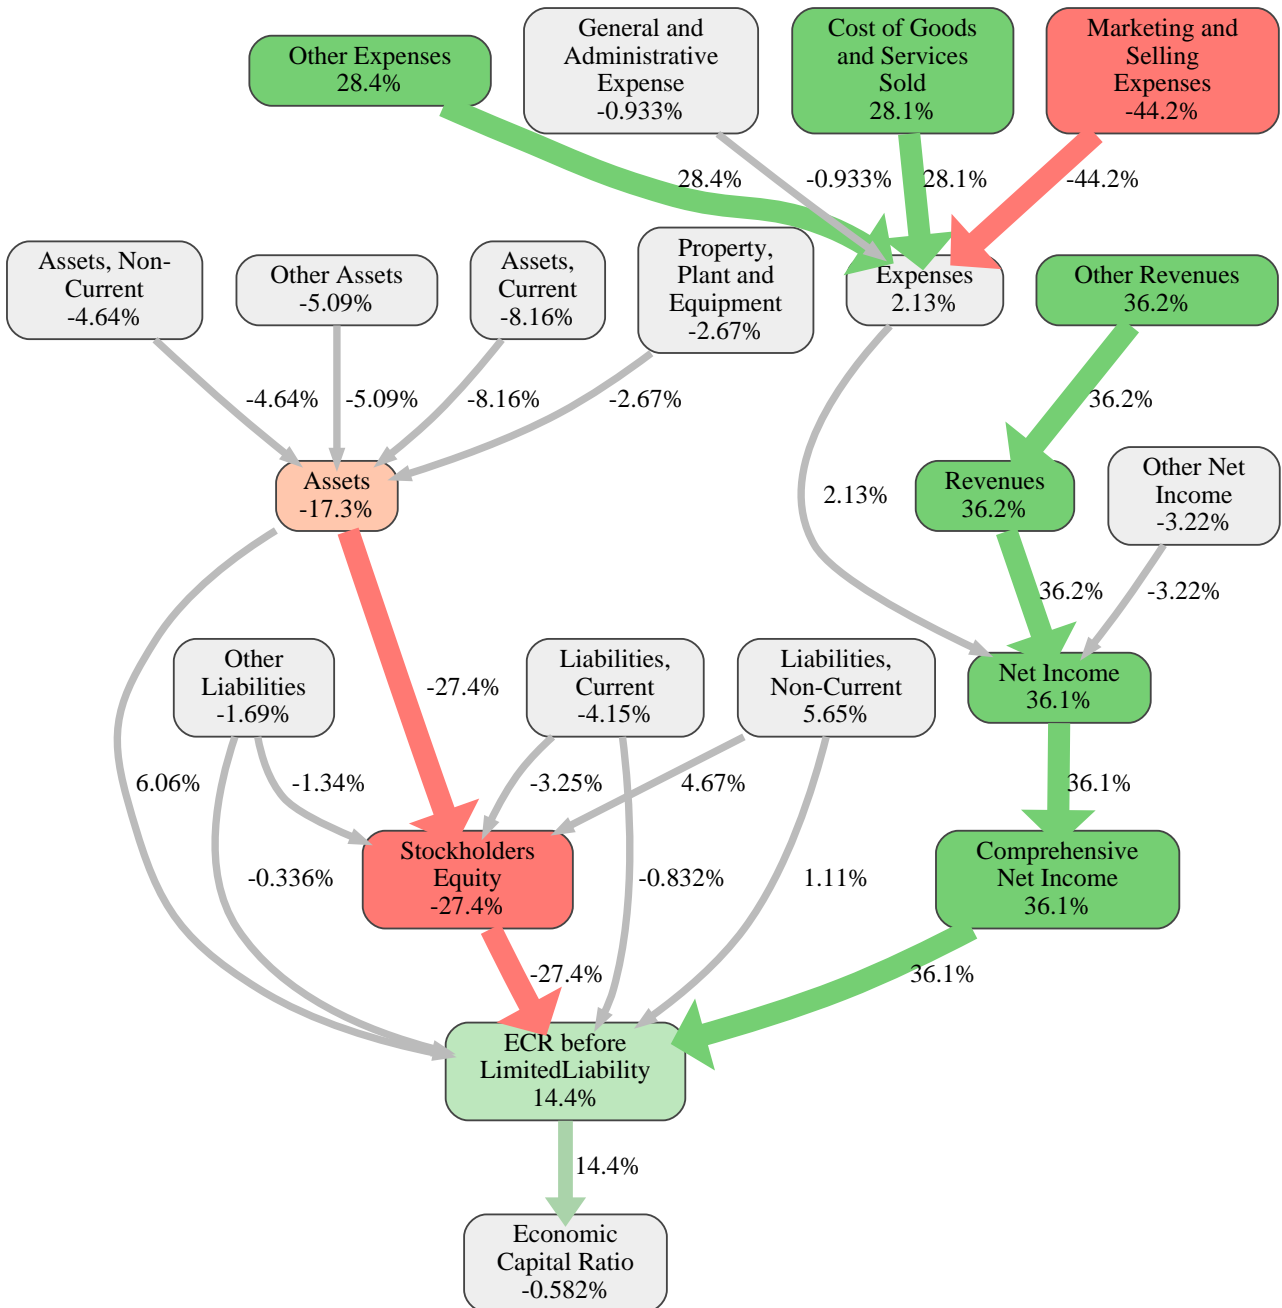 Other Expenses
28.4%
General and
Administrative
Expense
-0.933%
Cost of Goods
and Services
Sold
28.1%
Marketing and
Selling
Expenses
-44.2%
28.4%
-0.933%
28.1%
-44.2%
Assets, Non-
Current
-4.64%
Other Assets
-5.09%
Assets,
Current
-8.16%
Property,
Plant and
Equipment
-2.67%
Expenses
2.13%
Other Revenues
36.2%
-4.64%
-5.09%
-8.16%
-2.67%
36.2%
Assets
-17.3%
2.13%
Revenues
36.2%
Other Net
Income
-3.22%
36.2%
-3.22%
Other
Liabilities
-1.69%
-27.4%
Liabilities,
Current
-4.15%
Liabilities,
Non-Current
5.65%
Net Income
36.1%
6.06%
-1.34%
-3.25%
4.67%
36.1%
Stockholders
Equity
-27.4%
-0.336%
-0.832%
1.11%
Comprehensive
Net Income
36.1%
-27.4%
36.1%
ECR before
LimitedLiability
14.4%
14.4%
Economic
Capital Ratio
-0.582%